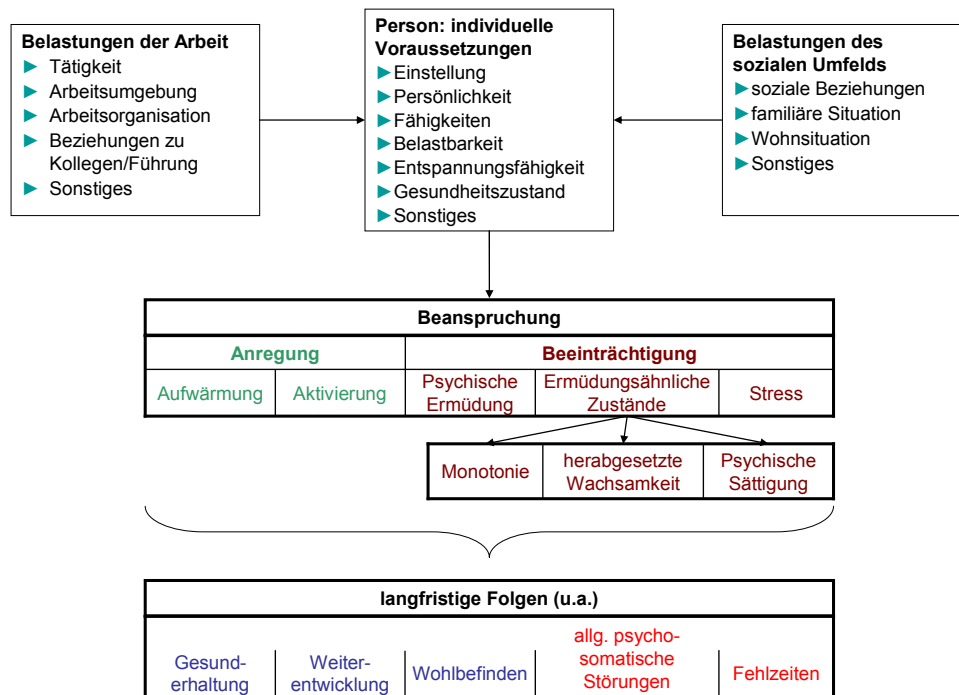 Belastungen der Arbeit
► Tätigkeit
► Arbeitsumgebung
► Arbeitsorganisation
► Beziehungen zu
Kollegen/Führung
► Sonstiges
Person: individuelle
Voraussetzungen
► Einstellung
► Persönlichkeit
► Fähigkeiten
► Belastbarkeit
► Entspannungsfähigkeit
► Gesundheitszustand
► Sonstiges
Belastungen des
sozialen Umfelds
► soziale Beziehungen
► familiäre Situation
► Wohnsituation
► Sonstiges
Beanspruchung
Anregung
Beeinträchtigung
Aufwärmung
Aktivierung
Psychische
Ermüdung
Ermüdungsähnliche
Zustände
Stress
Monotonie
herabgesetzte
Wachsamkeit
Psychische
Sättigung
langfristige Folgen (u.a.)
Gesund-
erhaltung
Weiter-
entwicklung
Wohlbefinden
allg. psycho-
somatische
Störungen
Fehlzeiten